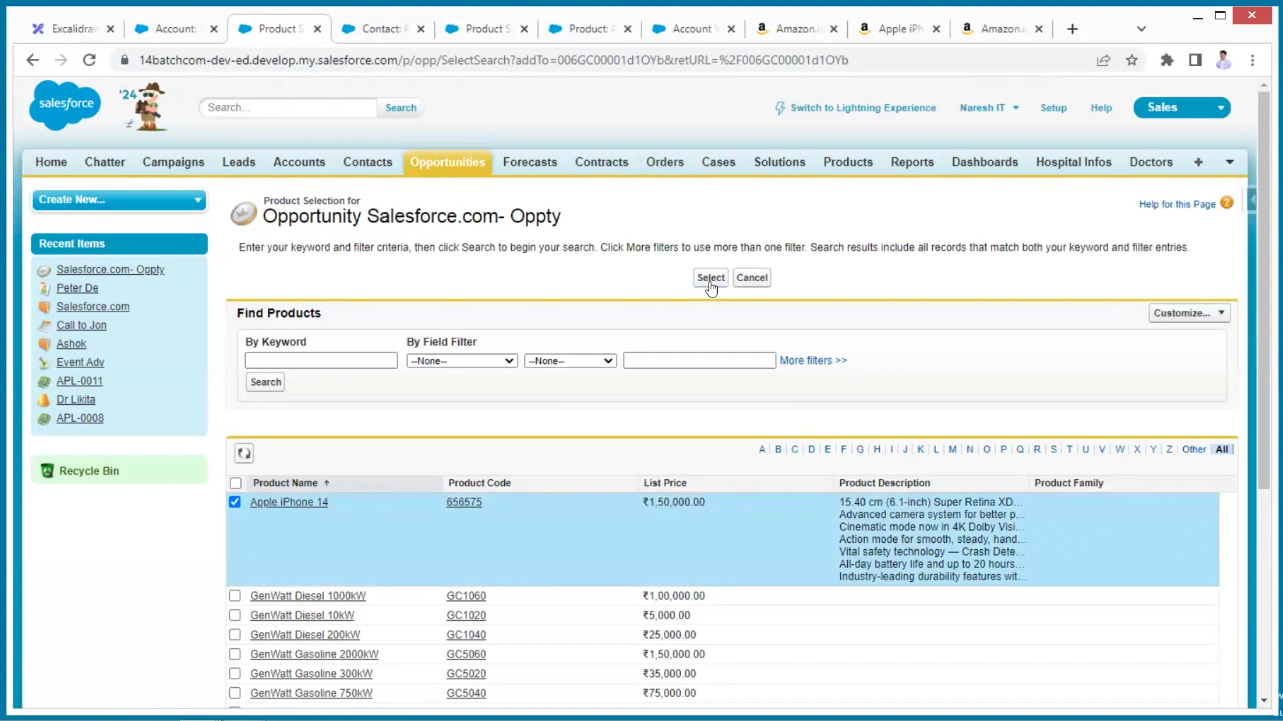 Excalidraw
Account:
Product S
Contact: F
Product S
Product: A
Account V
Amazon.
Apple iPh
Amazon.
14batchcom-dev-ed.develop.my.salesforce.com/p/opp/SelectSearch?addTo=006GC00001d1OYb&retURL=%2F006GC00001d1OYb
salesforce
'24
Search...
Search
Switch to Lightning Experience
Naresh IT
Setup
Help
Sales
Home
Chatter
Campaigns
Leads
Accounts
Contacts
Opportunities
Forecasts
Contracts
Orders
Cases
Solutions
Products
Reports
Dashboards
Hospital Infos
Doctors
+
Create New...
Recent Items
Salesforce.com- Oppty
Peter De
Salesforce.com
Call to Jon
Ashok
Event Adv
APL-0011
Dr Likita
APL-0008
Recycle Bin
Product Selection for
Opportunity Salesforce.com- Oppty
Help for this Page
Enter your keyword and filter criteria, then click Search to begin your search. Click More filters to use more than one filter. Search results include all records that match both your keyword and filter entries.
Select
Cancel
Find Products
Customize...
By Keyword
By Field Filter
--None--
--None--
More filters >>
Search
A | B | C | D | E | F | G | H | I | J | K | L | M | N | O | P | Q | R | S | T | U | V | W | X | Y | Z | Other All
Product Name
Product Code
List Price
Product Description
Product Family
Apple iPhone 14
656575
₹1,50,000.00
15.40 cm (6.1-inch) Super Retina XD...
Advanced camera system for better p...
Cinematic mode now in 4K Dolby Visi...
Action mode for smooth, steady, hand...
Vital safety technology — Crash Dete...
All-day battery life and up to 20 hours...
Industry-leading durability features wit...
GenWatt Diesel 1000kW
GC1060
₹1,00,000.00
GenWatt Diesel 10kW
GC1020
₹5,000.00
GenWatt Diesel 200kW
GC1040
₹25,000.00
GenWatt Gasoline 2000kW
GC5060
₹1,50,000.00
GenWatt Gasoline 300kW
GC5020
₹35,000.00
GenWatt Gasoline 750kW
GC5040
₹75,000.00